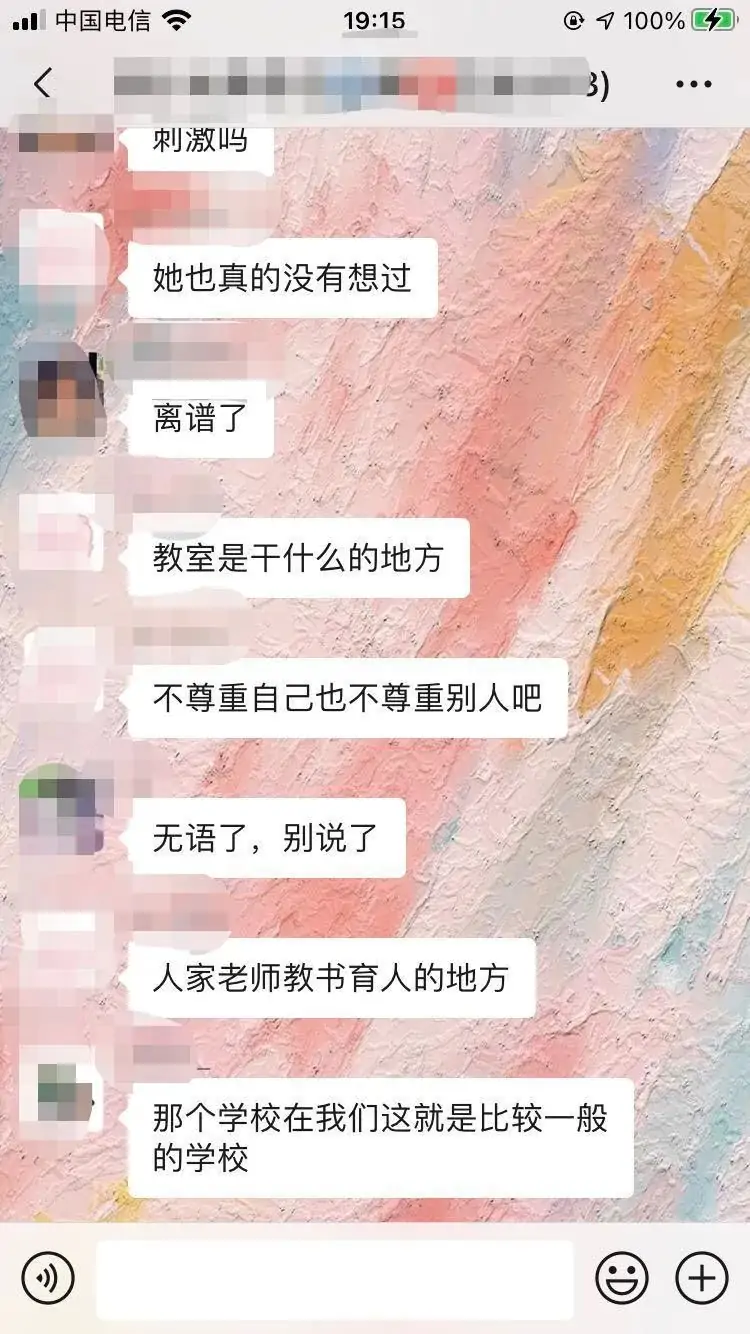 中国电信
19:15
100%
3)
刺激吗
她也真的没有想过
离谱了
教室是干什么的地方
不尊重自己也不尊重别人吧
无语了，别说了
人家老师教书育人的地方
那个学校在我们这就是比较一般
的学校